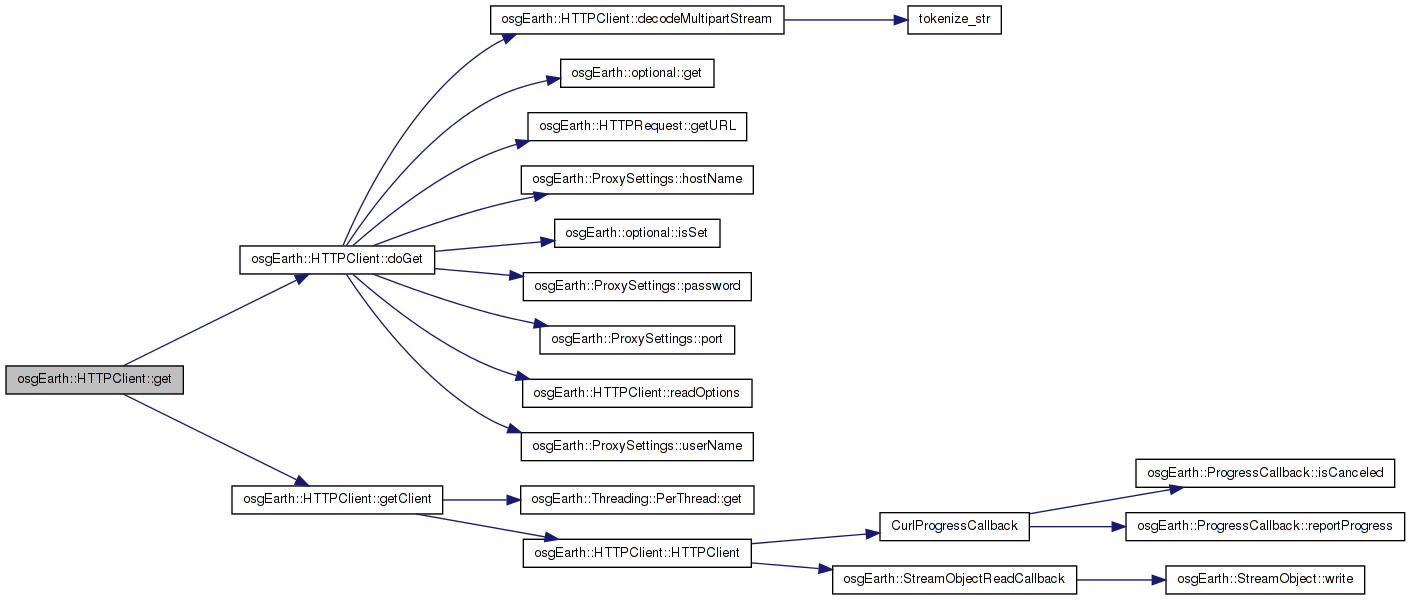 osgEarth::HTTPClient::decodeMultipartStream
tokenize_str
osgEarth::optional::get
osgEarth::HTTPRequest::getURL
osgEarth::ProxySettings::hostName
osgEarth::optional::isSet
osgEarth::HTTPClient::doGet
osgEarth::ProxySettings::password
osgEarth::ProxySettings::port
osgEarth::HTTPClient::get
osgEarth::HTTPClient::readOptions
osgEarth::ProxySettings::userName
osgEarth::ProgressCallback::isCanceled
osgEarth::HTTPClient::getClient
osgEarth::Threading::PerThread::get
CurlProgressCallback
osgEarth::ProgressCallback::reportProgress
osgEarth::HTTPClient::HTTPClient
osgEarth::StreamObjectReadCallback
osgEarth::StreamObject::write